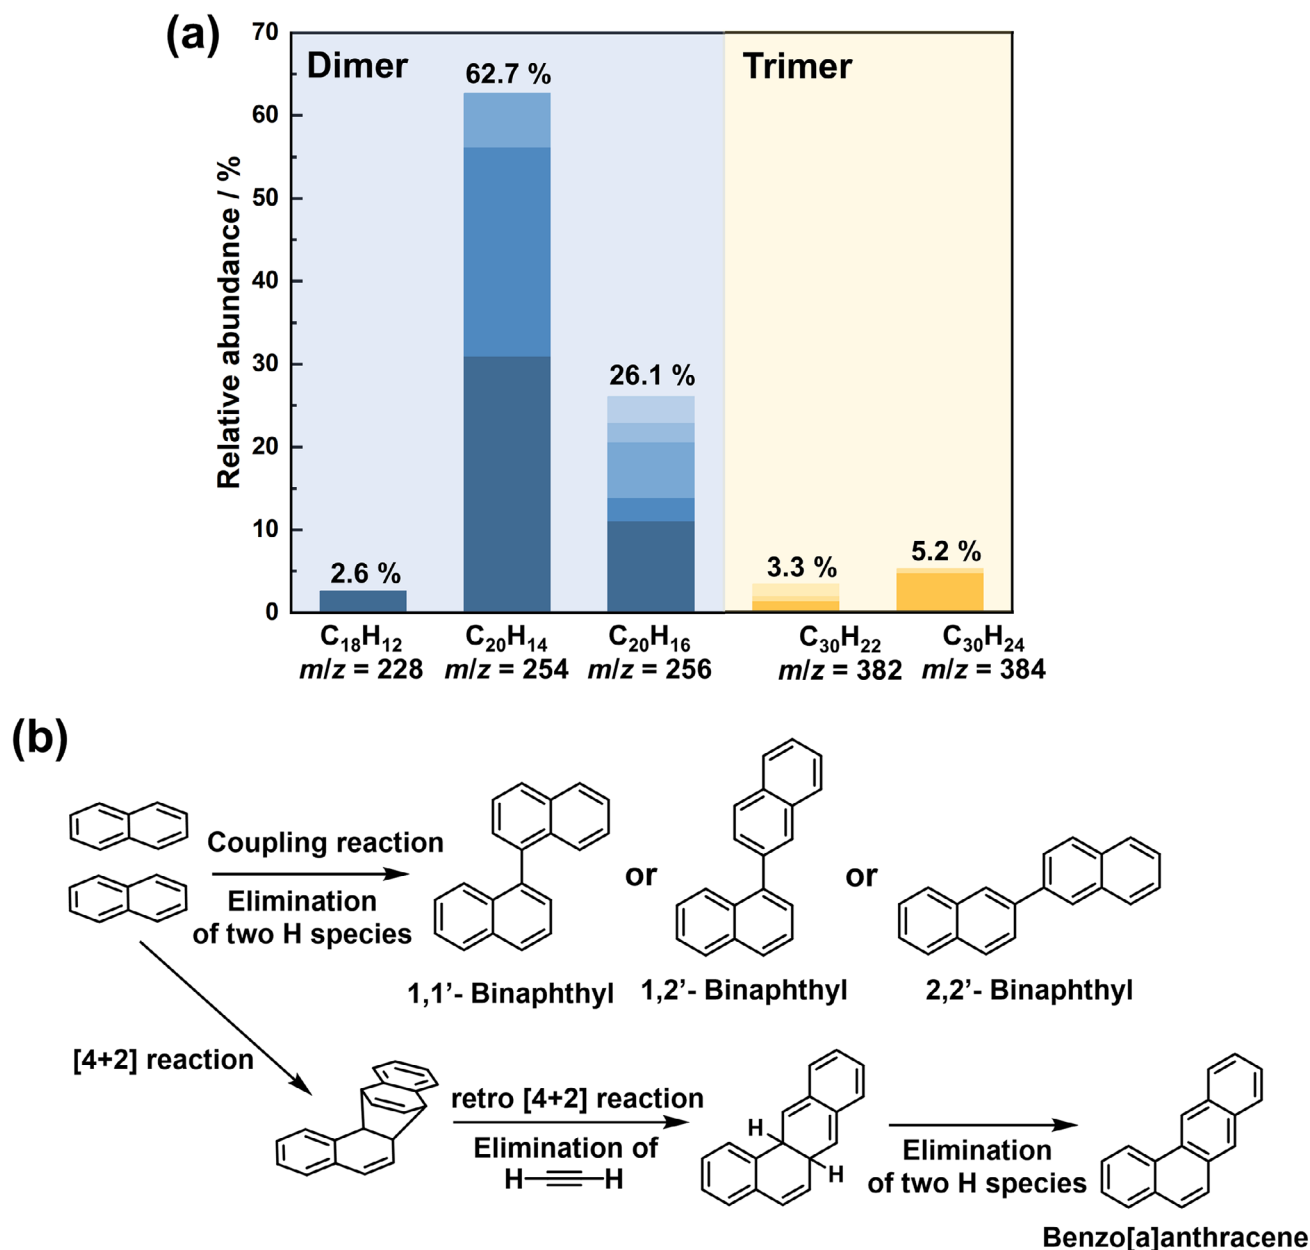 (a)
Relative abundance / %
70
60
50
40
30
20
10
0
Dimer
Trimer
2.6 %
62.7 %
26.1 %
3.3 %
5.2 %
C₁₈H₁₂
m/z = 228
C₂₀H₁₄
m/z = 254
C₂₀H₁₆
m/z = 256
C₃₀H₂₂
m/z = 382
C₃₀H₂₄
m/z = 384
(b)
Coupling reaction
Elimination
of two H species
or
or
1,1’- Binaphthyl
1,2’- Binaphthyl
2,2’- Binaphthyl
[4+2] reaction
retro [4+2] reaction
Elimination of
H H
H
H
Elimination
of two H species
Benzo[a]anthracene